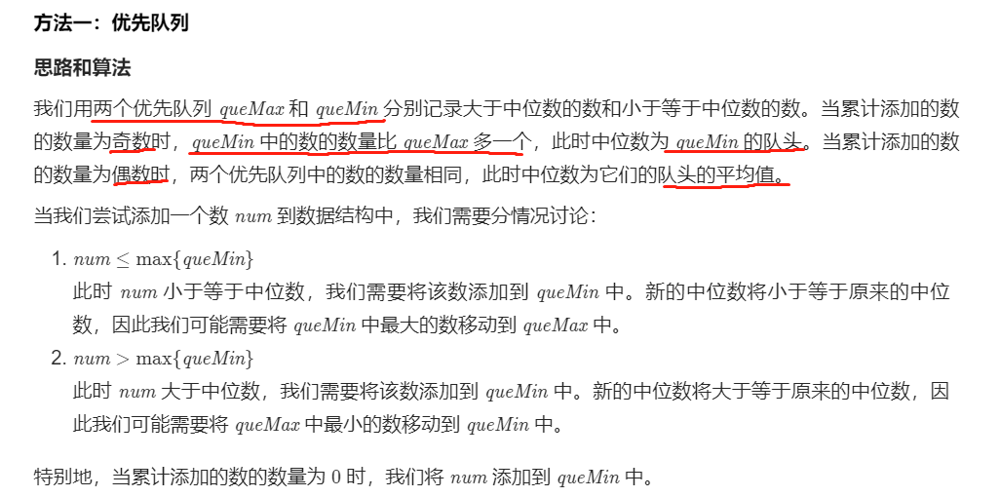 方法一：优先队列
思路和算法
我们用两个优先队列 queMax 和 queMin 分别记录大于中位数的数和小于等于中位数的数。当累计添加的数
的数量为奇数时，queMin 中的数的数量比 queMax 多一个，此时中位数为 queMin 的队头。当累计添加的数
的数量为偶数时，两个优先队列中的数的数量相同，此时中位数为它们的队头的平均值。
当我们尝试添加一个数 num 到数据结构中，我们需要分情况讨论：
1. num ≤ max{queMin}
此时 num 小于等于中位数，我们需要将该数添加到 queMin 中。新的中位数将小于等于原来的中位
数，因此我们可能需要将 queMin 中最大的数移动到 queMax 中。
2. num > max{queMin}
此时 num 大于中位数，我们需要将该数添加到 queMin 中。新的中位数将大于等于原来的中位数，因
此我们可能需要将 queMax 中最小的数移动到 queMin 中。
特别地，当累计添加的数的数量为 0 时，我们将 num 添加到 queMin 中。